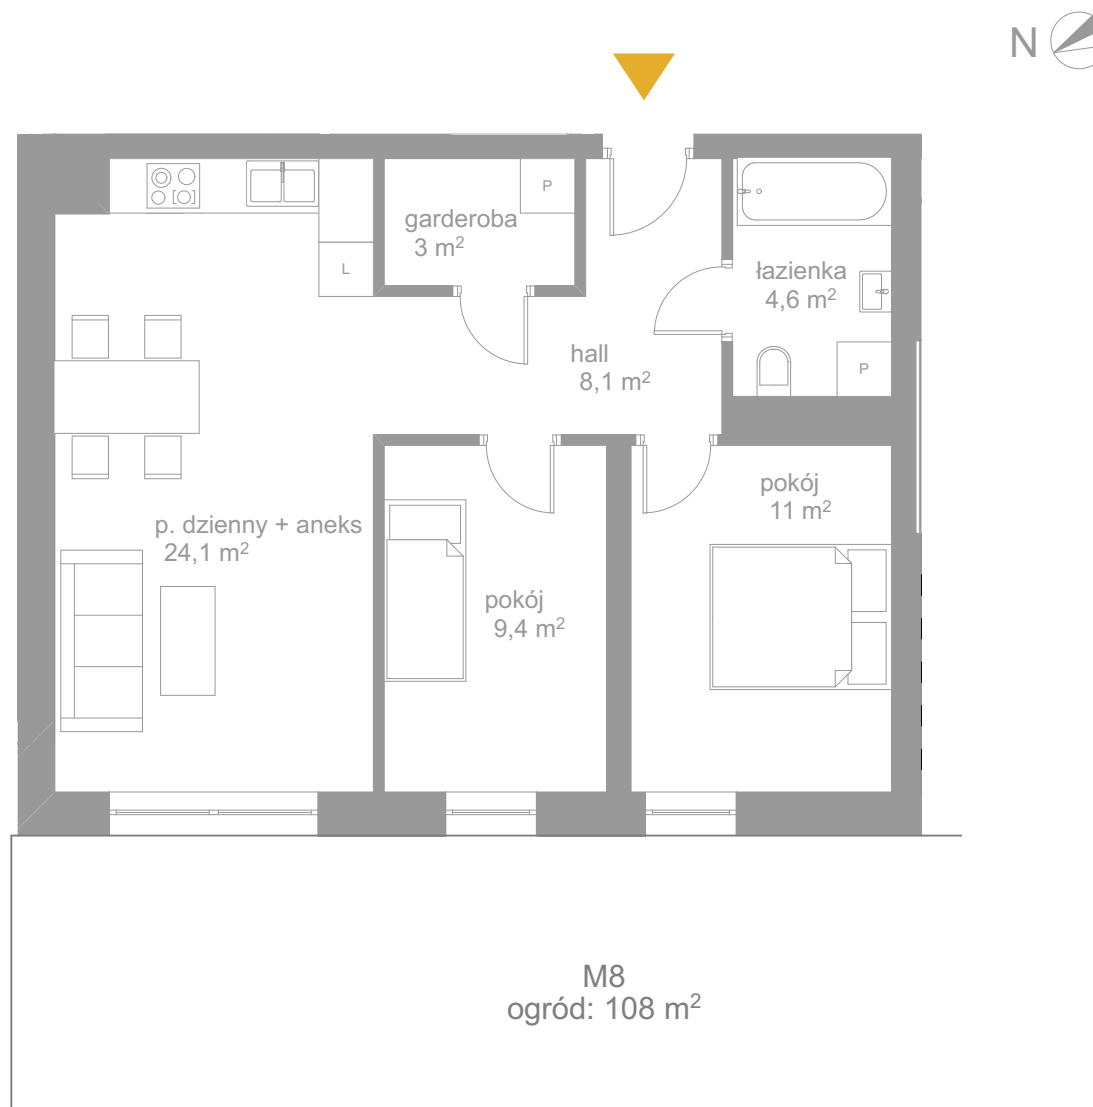 N
P
garderoba
3 m²
L
łazienka
4,6 m²
hall
8,1 m²
P
pokój
11 m²
p. dzienny + aneks
24,1 m²
pokój
9,4 m²
M8
ogród: 108 m²